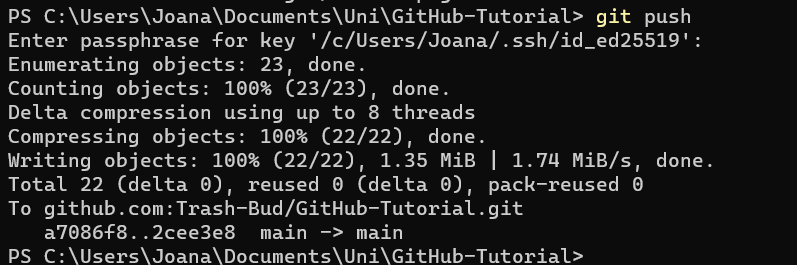 PS C:\Users\Joana\Documents\Uni\GitHub-Tutorial> git push
Enter passphrase for key '/c/Users/Joana/.ssh/id_ed25519':
Enumerating objects: 23, done.
Counting objects: 100% (23/23), done.
Delta compression using up to 8 threads
Compressing objects: 100% (22/22), done.
Writing objects: 100% (22/22), 1.35 MiB | 1.74 MiB/s, done.
Total 22 (delta 0), reused 0 (delta 0), pack-reused 0
To github.com:Trash-Bud/GitHub-Tutorial.git
   a7086f8..2cee3e8  main -> main
PS C:\Users\Joana\Documents\Uni\GitHub-Tutorial>